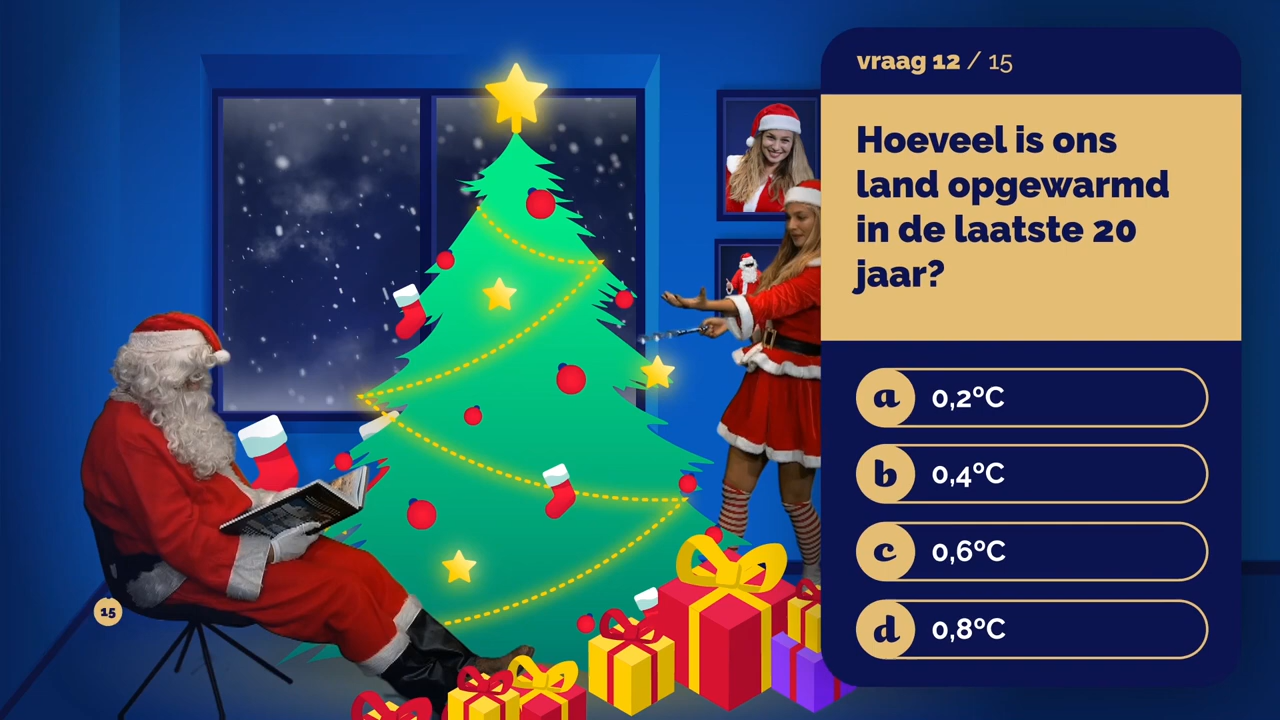 vraag 12 / 15
Hoeveel is ons
land opgewarmd
in de laatste 20
jaar?
a 0,2°C
b 0,4°C
c 0,6°C
d 0,8°C
15